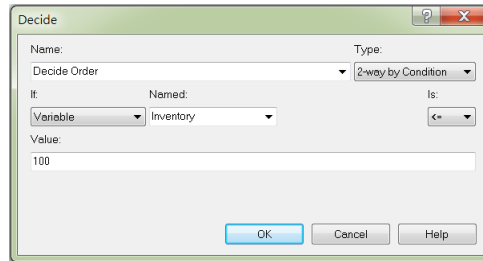 Decide
Name: Type:
Decide Order 2-way by Condition
If: Named: Is:
Variable Inventory <=
Value:
100
OK Cancel Help